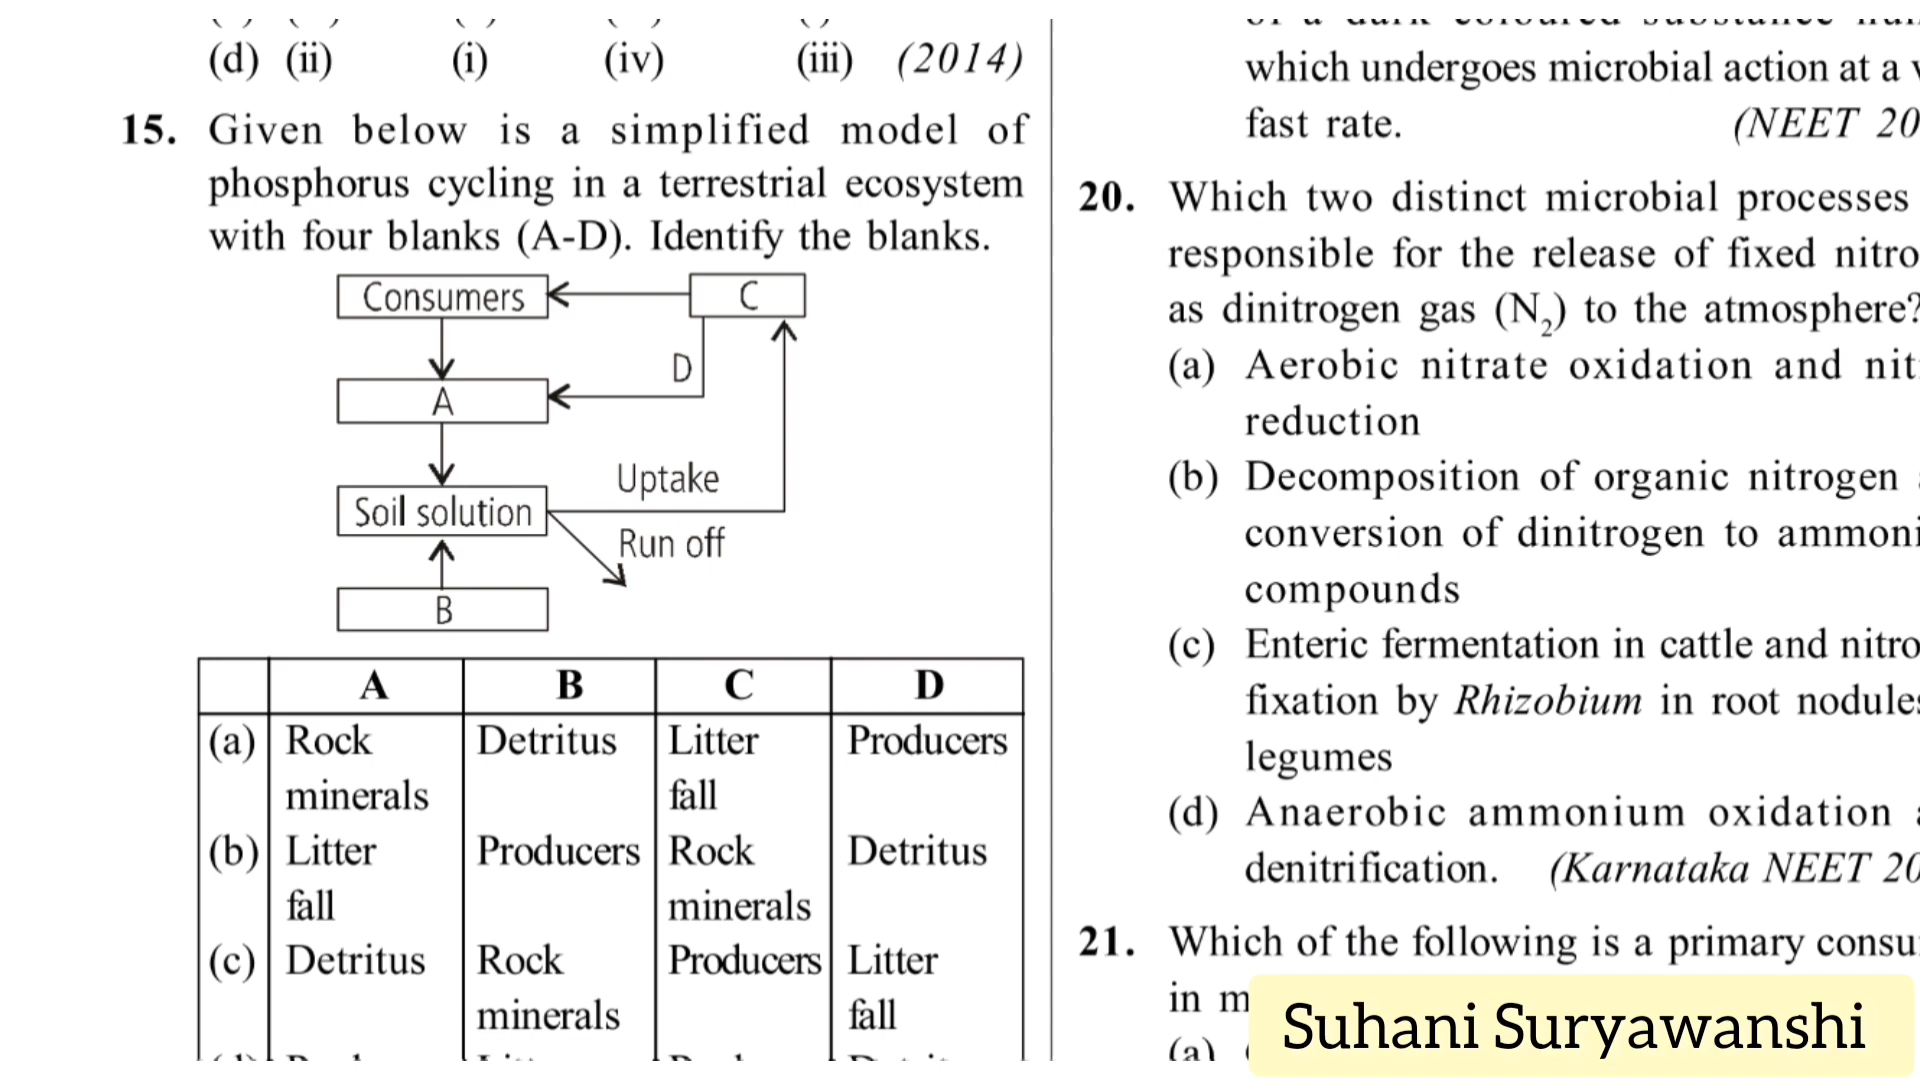 (d) (ii) (i) (iv) (iii) (2014)
15. Given below is a simplified model of
phosphorus cycling in a terrestrial ecosystem
with four blanks (A-D). Identify the blanks.
Consumers
C
D
A
Uptake
Soil solution
Run off
B
A B C D
(a) Rock Detritus Litter Producers
minerals fall
(b) Litter Producers Rock Detritus
fall minerals
(c) Detritus Rock Producers Litter
minerals fall
which undergoes microbial action at a
fast rate. (NEET 20
20. Which two distinct microbial processes
responsible for the release of fixed nitro
as dinitrogen gas (N₂) to the atmosphere?
(a) Aerobic nitrate oxidation and nit
reduction
(b) Decomposition of organic nitrogen
conversion of dinitrogen to ammoni
compounds
(c) Enteric fermentation in cattle and nitro
fixation by Rhizobium in root nodules
legumes
(d) Anaerobic ammonium oxidation
denitrification. (Karnataka NEET 20
21. Which of the following is a primary consu
in m
(a)
Suhani Suryawanshi